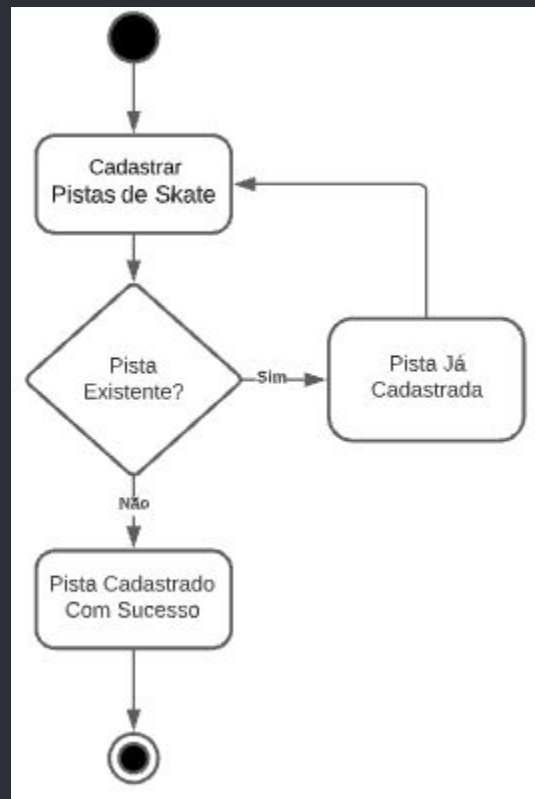 Cadastrar
Pistas de Skate
Pista
Existente?
Sim
Pista Já
Cadastrada
Não
Pista Cadastrado
Com Sucesso